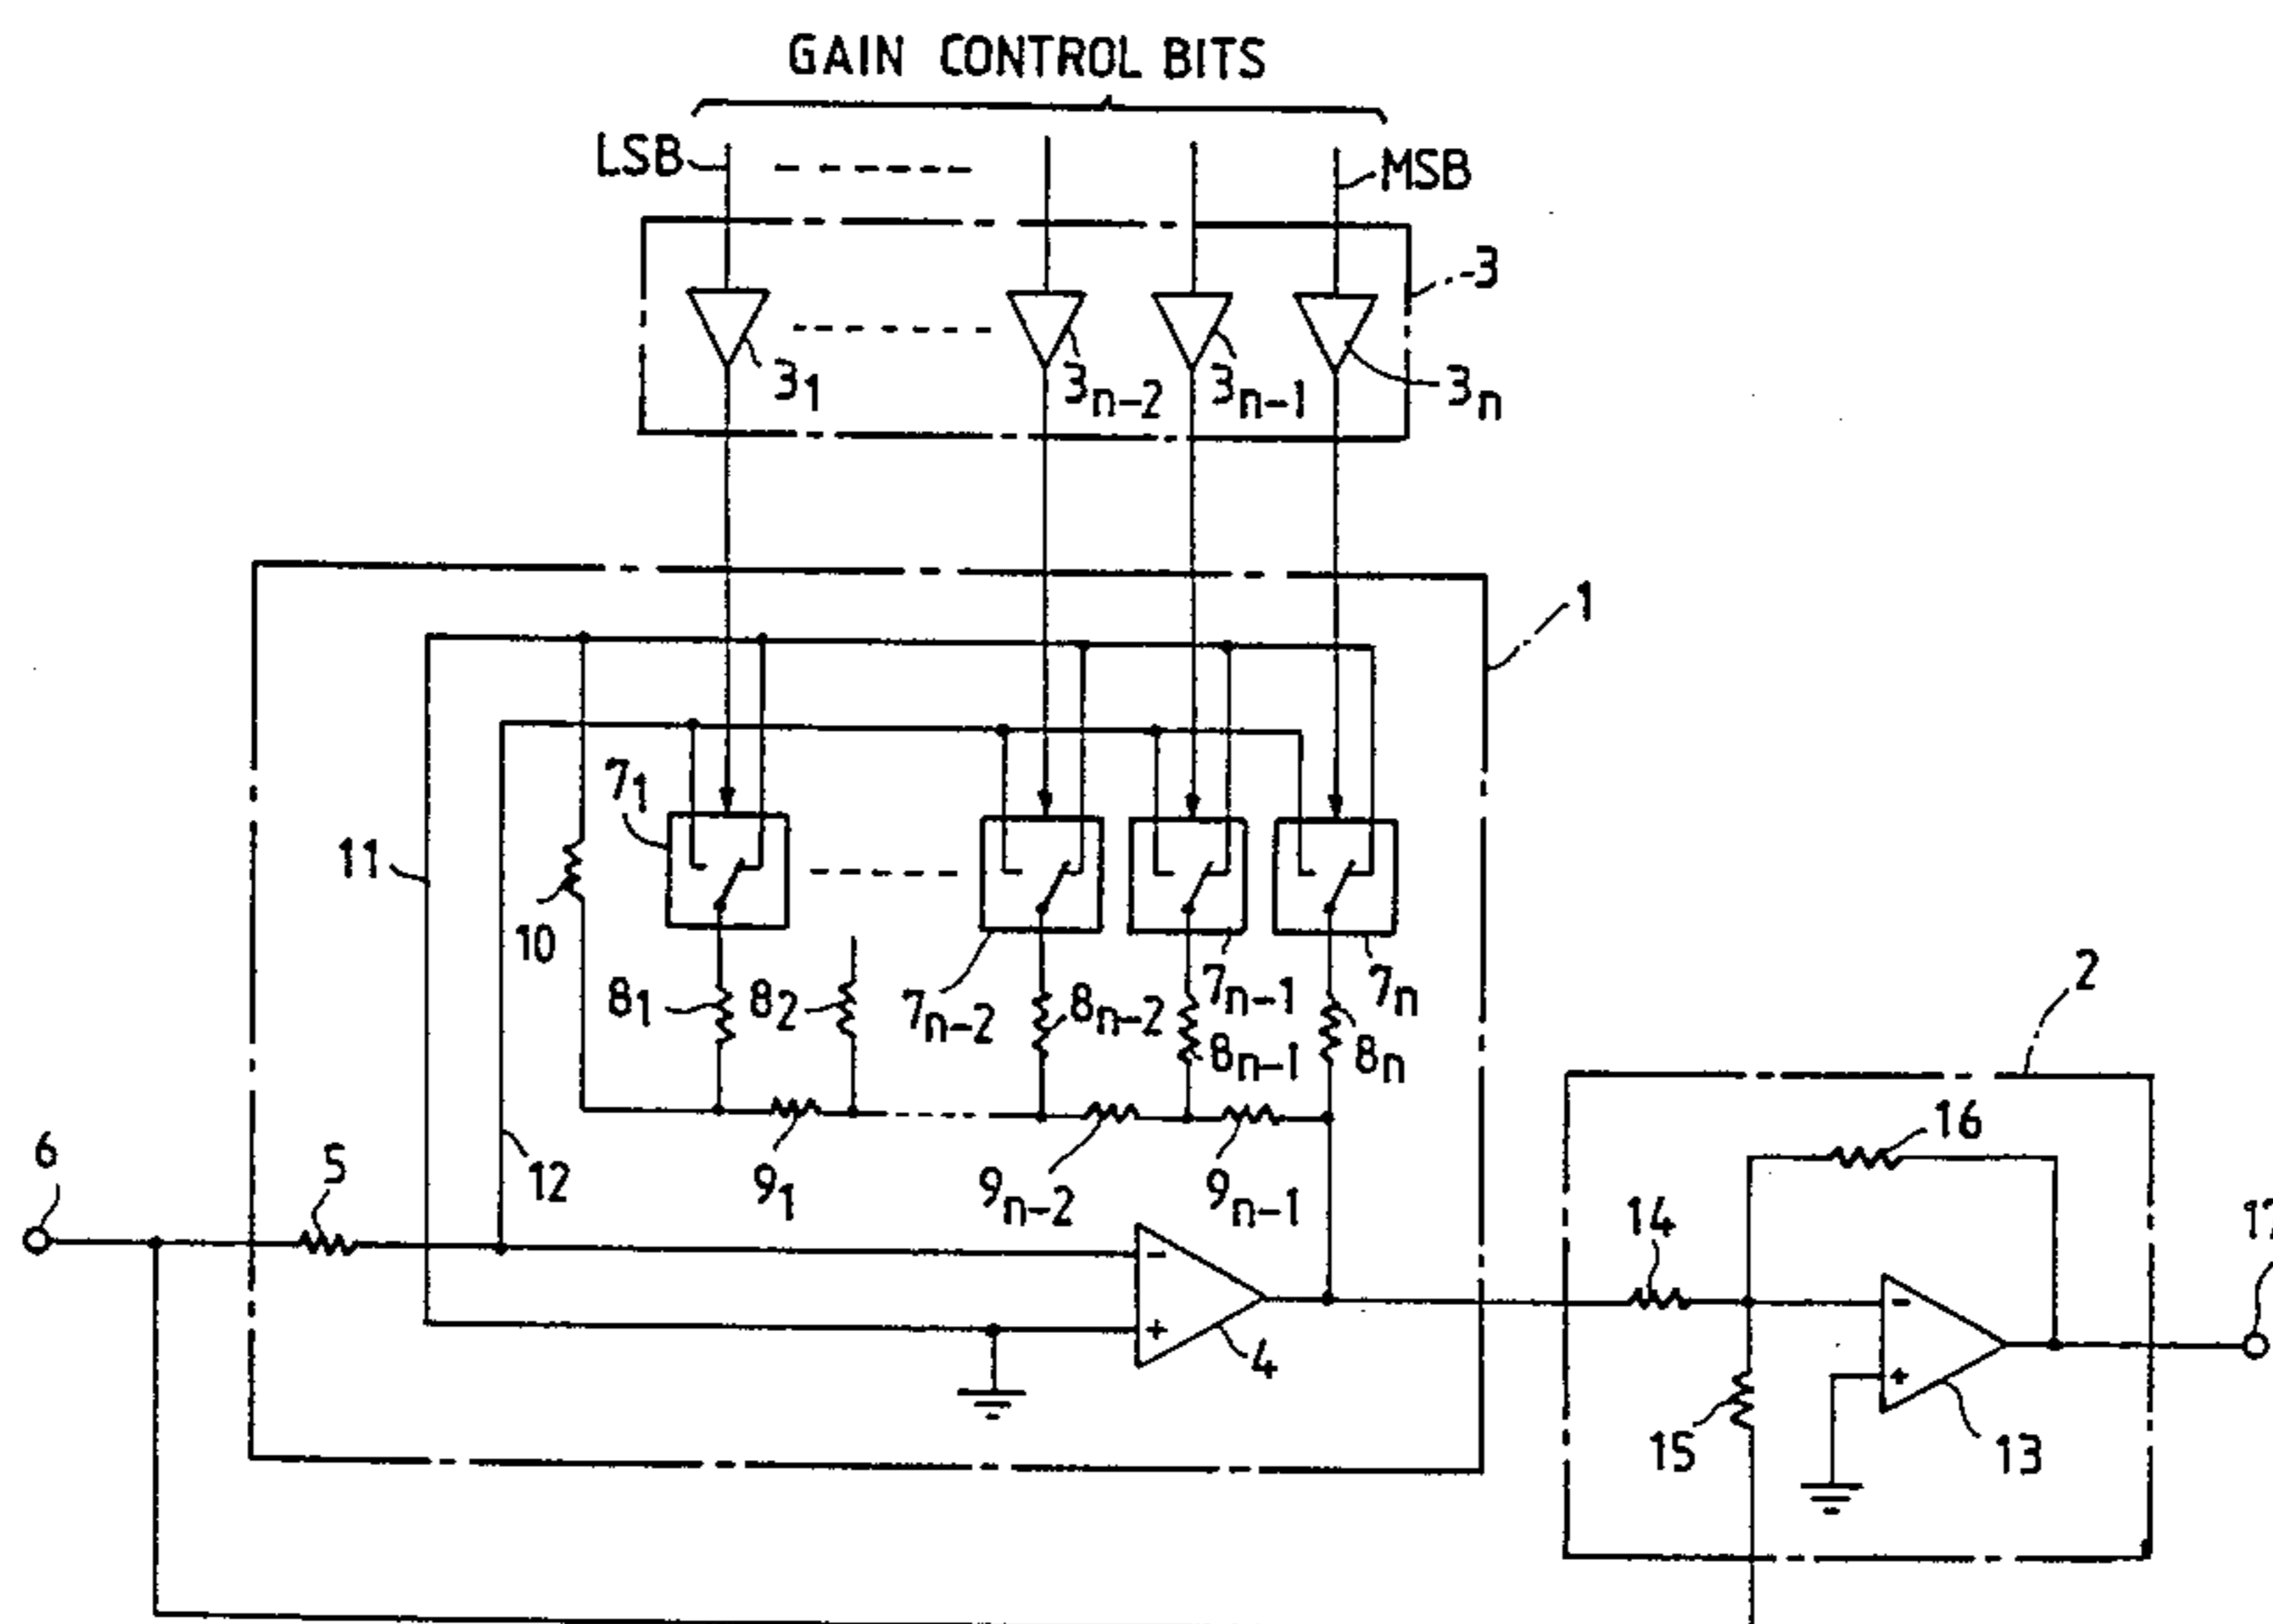 GAIN CONTROL BITS
LSB
MSB
3
3₁
3ₙ₋₂
3ₙ₋₁
3ₙ
1
7₁
11
10
8₁
8₂
7ₙ₋₂
8ₙ₋₂
7ₙ₋₁
8ₙ₋₁
7ₙ
8ₙ
2
6
5
12
9₁
9ₙ₋₂
9ₙ₋₁
16
14
17
4
-
+
15
-
+
13